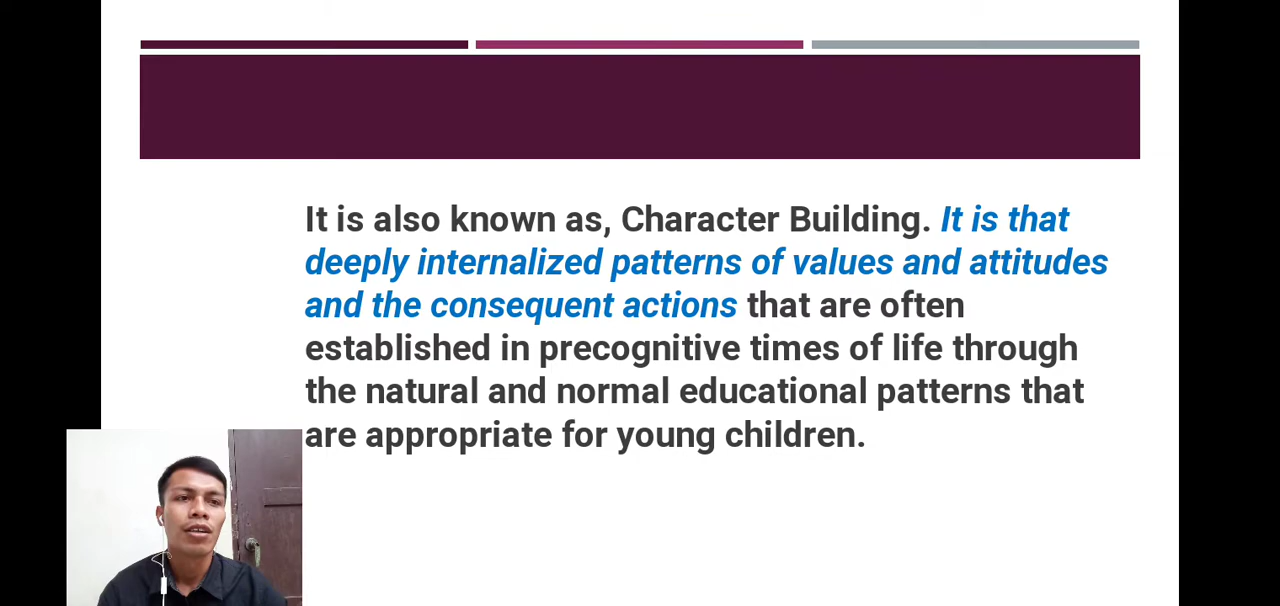 It is also known as, Character Building. It is that
deeply internalized patterns of values and attitudes
and the consequent actions that are often
established in precognitive times of life through
the natural and normal educational patterns that
are appropriate for young children.